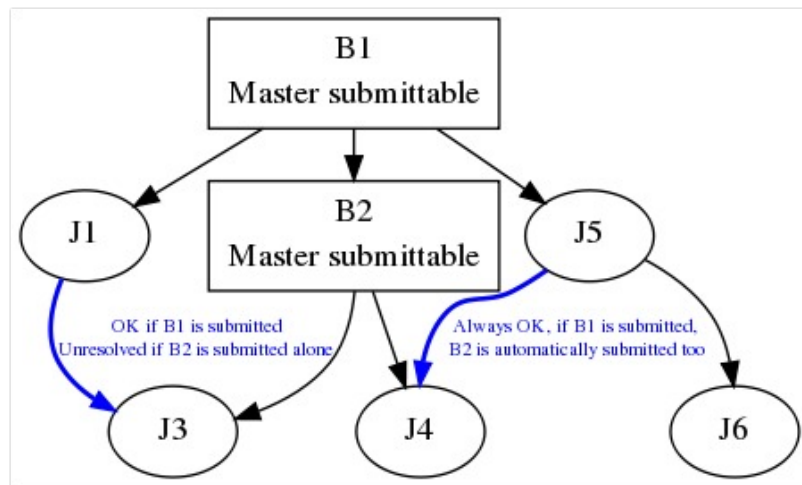 B1
Master submittable
J1
B2
Master submittable
J5
OK if B1 is submitted
Unresolved if B2 is submitted alone
Always OK, if B1 is submitted,
B2 is automatically submitted too
J3
J4
J6